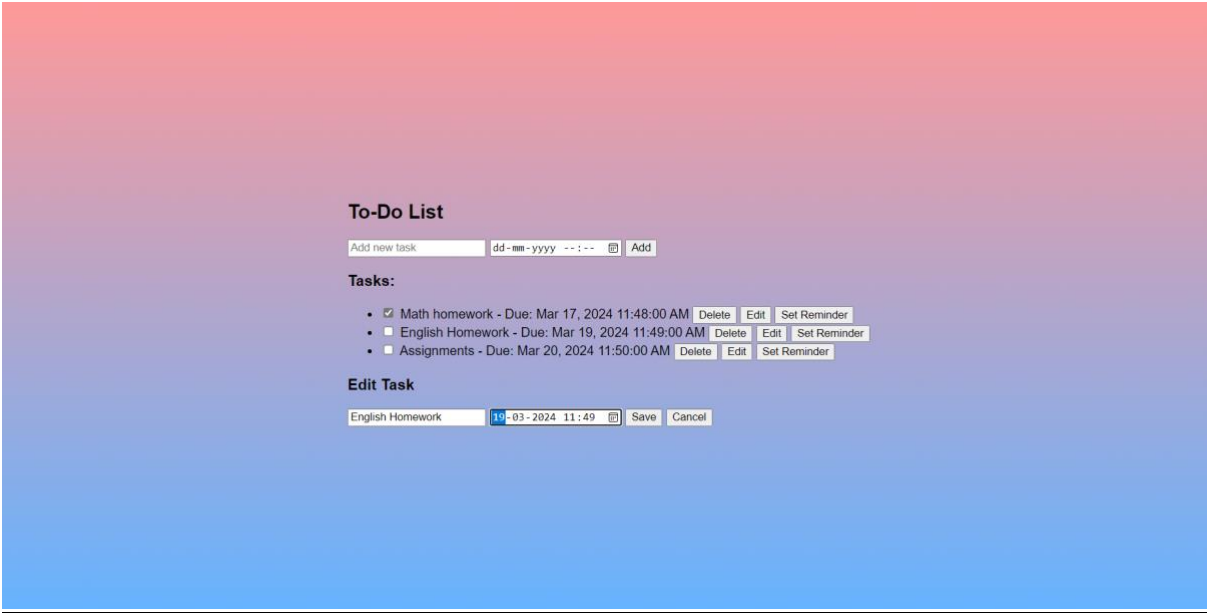 To-Do List
Add new task dd-mm-yyyy --:-- Add
Tasks:
Math homework - Due: Mar 17, 2024 11:48:00 AM Delete Edit Set Reminder
English Homework - Due: Mar 19, 2024 11:49:00 AM Delete Edit Set Reminder
Assignments - Due: Mar 20, 2024 11:50:00 AM Delete Edit Set Reminder
Edit Task
English Homework 19-03-2024 11:49 Save Cancel